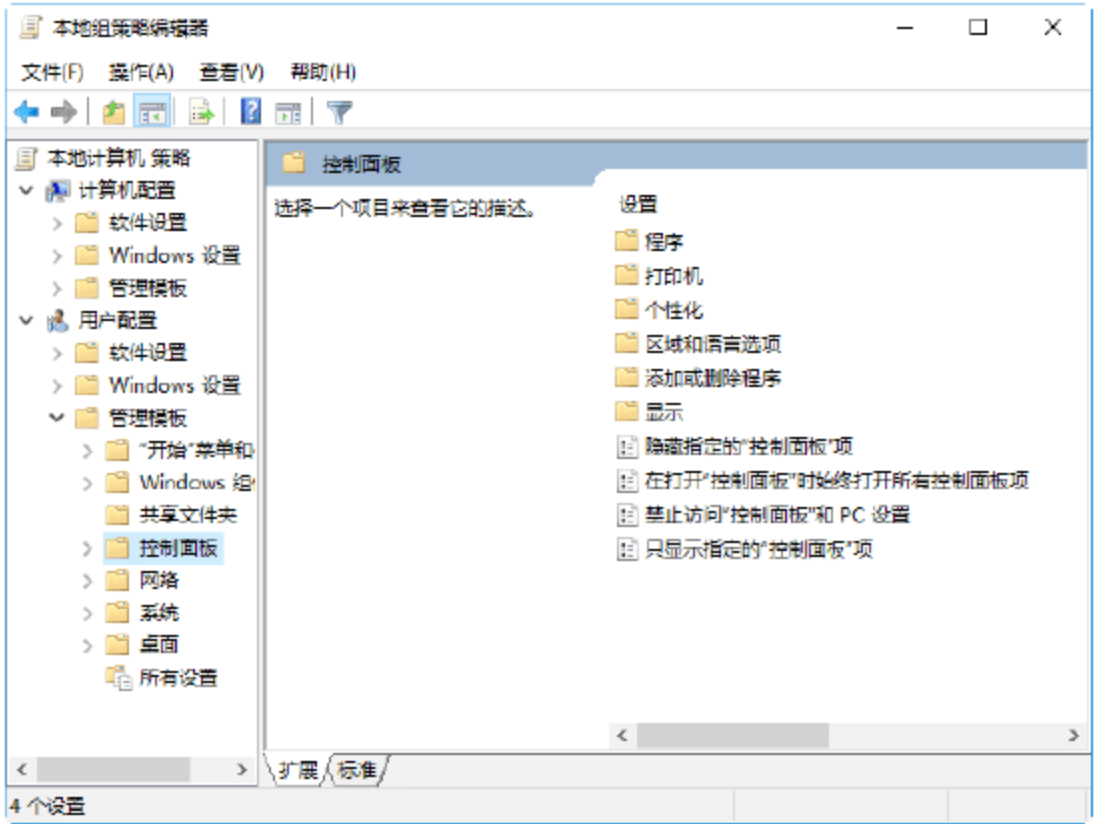 本地组策略编辑器
文件(F) 操作(A) 查看(V) 帮助(H)
本地计算机 策略
计算机配置
软件设置
Windows 设置
管理模板
用户配置
软件设置
Windows 设置
管理模板
"开始"菜单和
Windows 组
共享文件夹
控制面板
网络
系统
桌面
所有设置
控制面板
选择一个项目来查看它的描述。
设置
程序
打印机
个性化
区域和语言选项
添加或删除程序
显示
隐藏指定的"控制面板"项
在打开"控制面板"时始终打开所有控制面板项
禁止访问"控制面板"和 PC 设置
只显示指定的"控制面板"项
扩展 标准
4 个设置